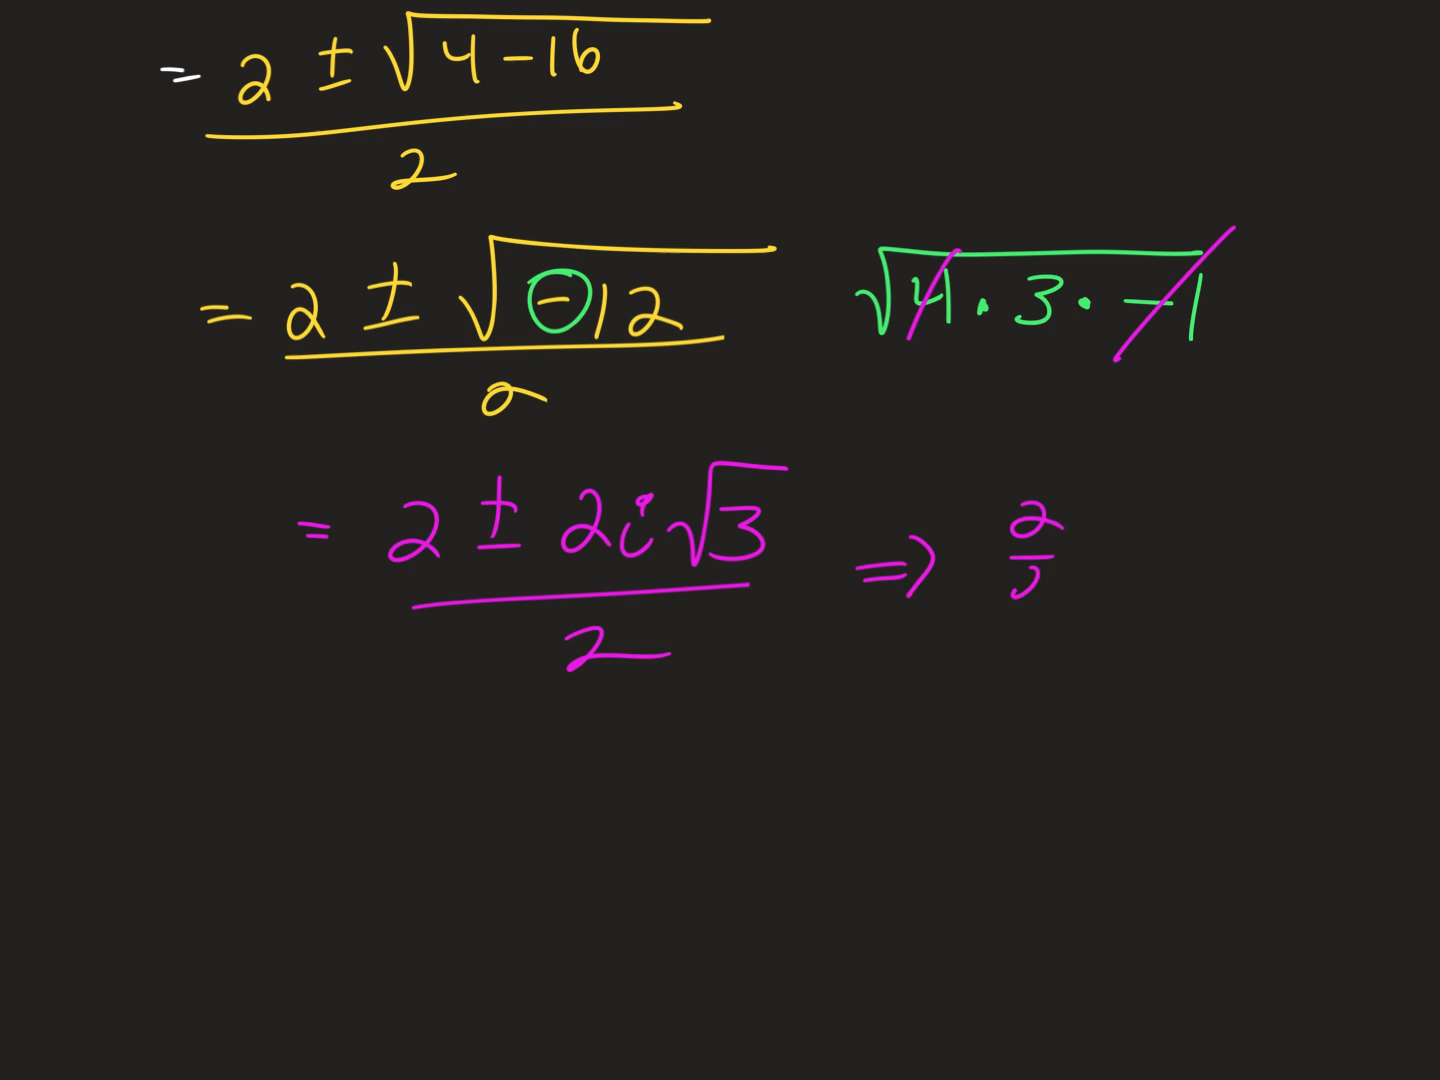 = (2 ± √(4 - 16)) / 2
= (2 ± √(-12)) / 2
√(4 · 3 · -1)
= (2 ± 2i√3) / 2 ⇒ 2 /